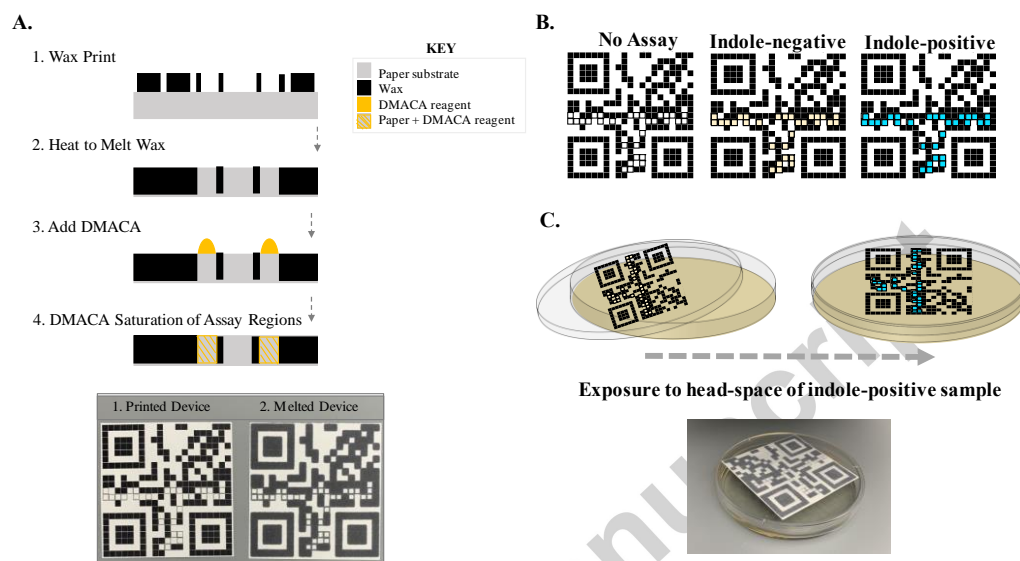 A.
1. Wax Print
KEY
Paper substrate
Wax
DMACA reagent
Paper + DMACA reagent
2. Heat to Melt Wax
3. Add DMACA
4. DMACA Saturation of Assay Regions
1. Printed Device
2. Melted Device
B.
No Assay
Indole-negative
Indole-positive
C.
Exposure to head-space of indole-positive sample
nuscript